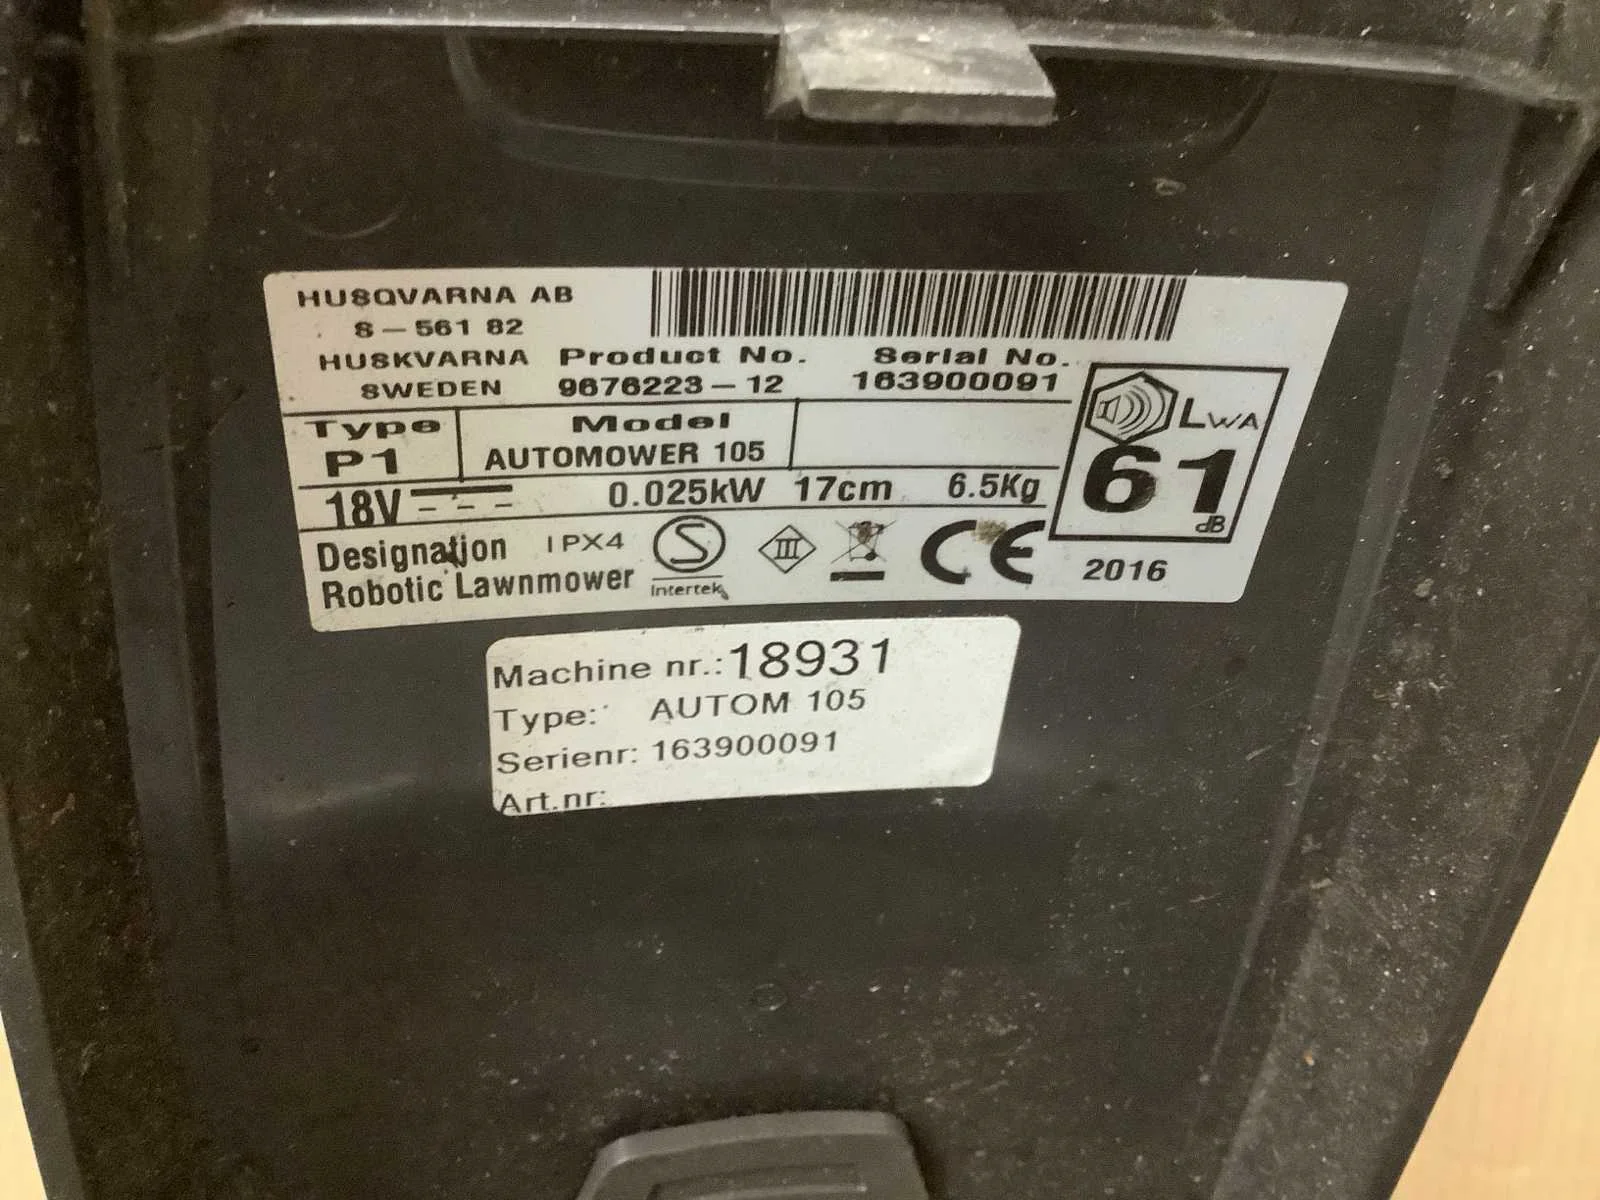 HUSQVARNA AB
S-561 82
HUSKVARNA
SWEDEN
Product No.
9676223-12
Serial No.
163900091
Type
P1
Model
AUTOMOWER 105
18V 0.025kW 17cm 6.5Kg
LWA
61
dB
Designation IPX4
Robotic Lawnmower
S
Intertek
III
CE
2016
Machine nr.:18931
Type: AUTOM 105
Serienr: 163900091
Art.nr: